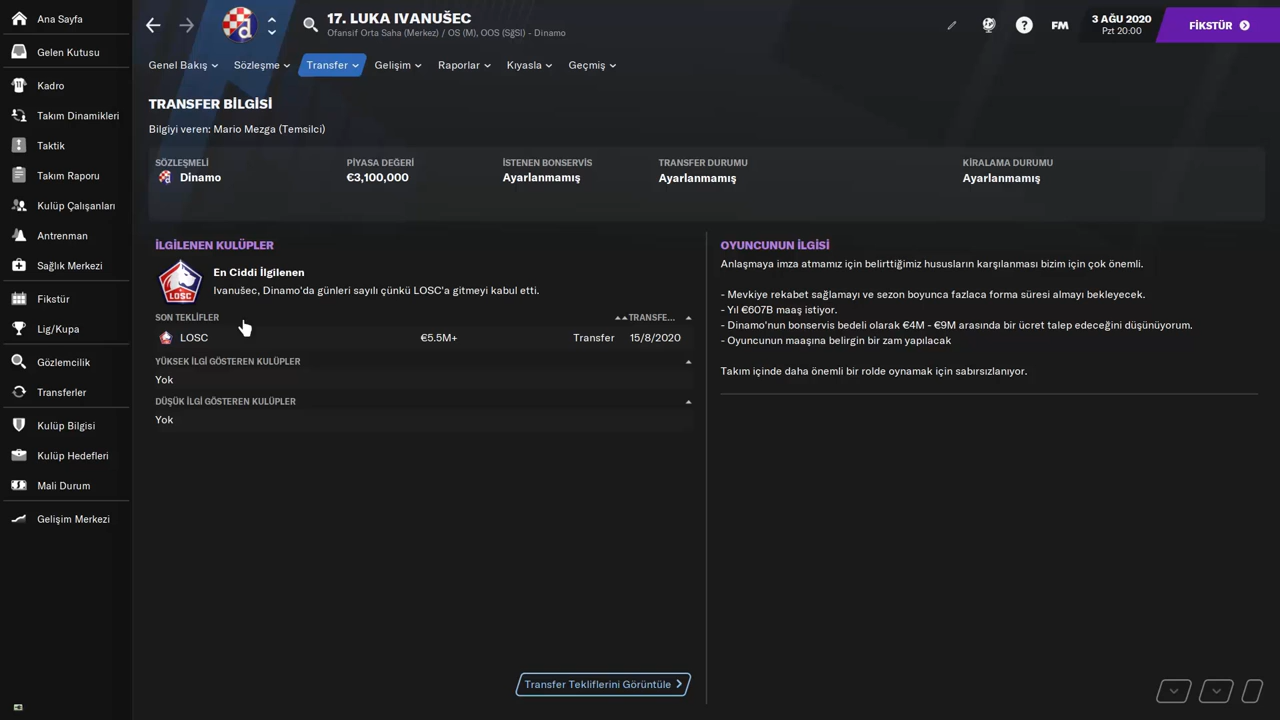 Ana Sayfa
Gelen Kutusu
Kadro
Takım Dinamikleri
Taktik
Takım Raporu
Kulüp Çalışanları
Antrenman
Sağlık Merkezi
Fikstür
Lig/Kupa
Gözlemcilik
Transferler
Kulüp Bilgisi
Kulüp Hedefleri
Mali Durum
Gelişim Merkezi
17. LUKA IVANUŠEC
Ofansif Orta Saha (Merkez) / OS (M), OOS (SğSl) - Dinamo
FM
3 AĞU 2020
Pzt 20:00
FİKSTÜR
Genel Bakış
Sözleşme
Transfer
Gelişim
Raporlar
Kıyasla
Geçmiş
TRANSFER BİLGİSİ
Bilgiyi veren: Mario Mezga (Temsilci)
SÖZLEŞMELİ
Dinamo
PİYASA DEĞERİ
€3,100,000
İSTENEN BONSERVİS
Ayarlanmamış
TRANSFER DURUMU
Ayarlanmamış
KİRALAMA DURUMU
Ayarlanmamış
İLGİLENEN KULÜPLER
LOSC
En Ciddi İlgilenen
Ivanušec, Dinamo'da günleri sayılı çünkü LOSC'a gitmeyi kabul etti.
SON TEKLİFLER
TRANSFE...
LOSC €5.5M+ Transfer 15/8/2020
YÜKSEK İLGİ GÖSTEREN KULÜPLER
Yok
DÜŞÜK İLGİ GÖSTEREN KULÜPLER
Yok
Transfer Tekliflerini Görüntüle
OYUNCUNUN İLGİSİ
Anlaşmaya imza atmamız için belirttiğimiz hususların karşılanması bizim için çok önemli.
- Mevkiye rekabet sağlamayı ve sezon boyunca fazlaca forma süresi almayı bekleyecek.
- Yıl €607B maaş istiyor.
- Dinamo'nun bonservis bedeli olarak €4M - €9M arasında bir ücret talep edeceğini düşünüyorum.
- Oyuncunun maaşına belirgin bir zam yapılacak
Takım içinde daha önemli bir rolde oynamak için sabırsızlanıyor.